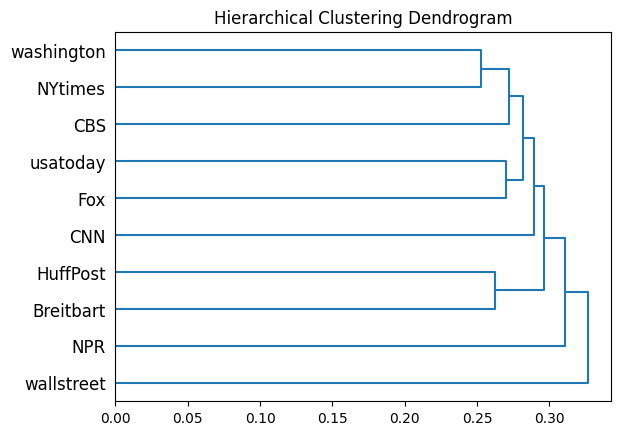 Hierarchical Clustering Dendrogram
washington
NYtimes
CBS
usatoday
Fox
CNN
HuffPost
Breitbart
NPR
wallstreet
0.00 0.05 0.10 0.15 0.20 0.25 0.30